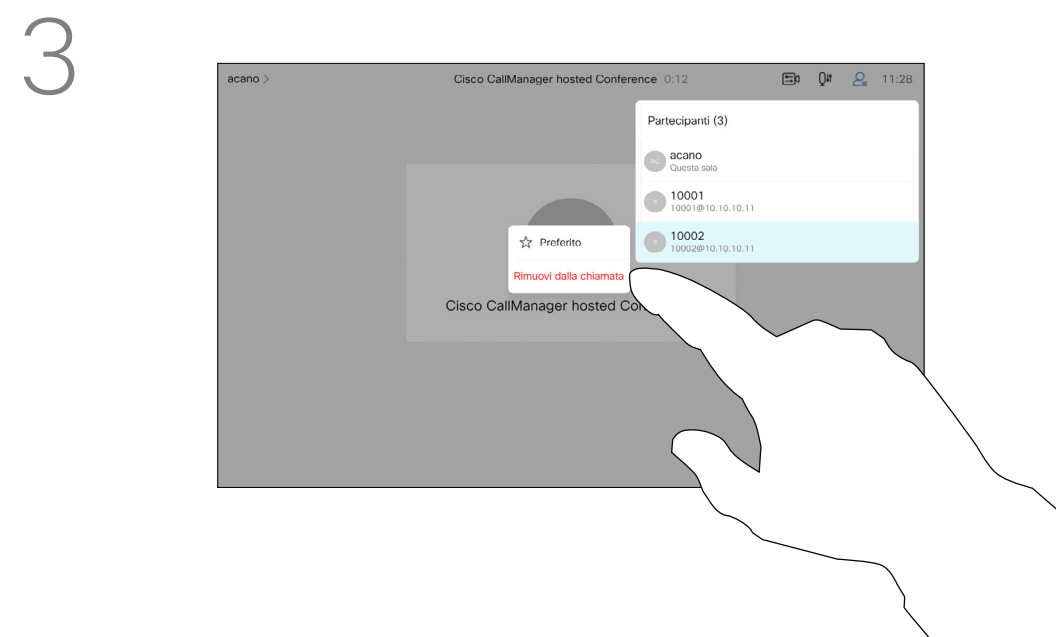 3
acano >
Cisco CallManager hosted Conference 0:12
11:28
Partecipanti (3)
AC
acano
Questa sala
10001
10001@10.10.10.11
10002
10002@10.10.10.11
Preferito
Rimuovi dalla chiamata
Cisco CallManager hosted Con